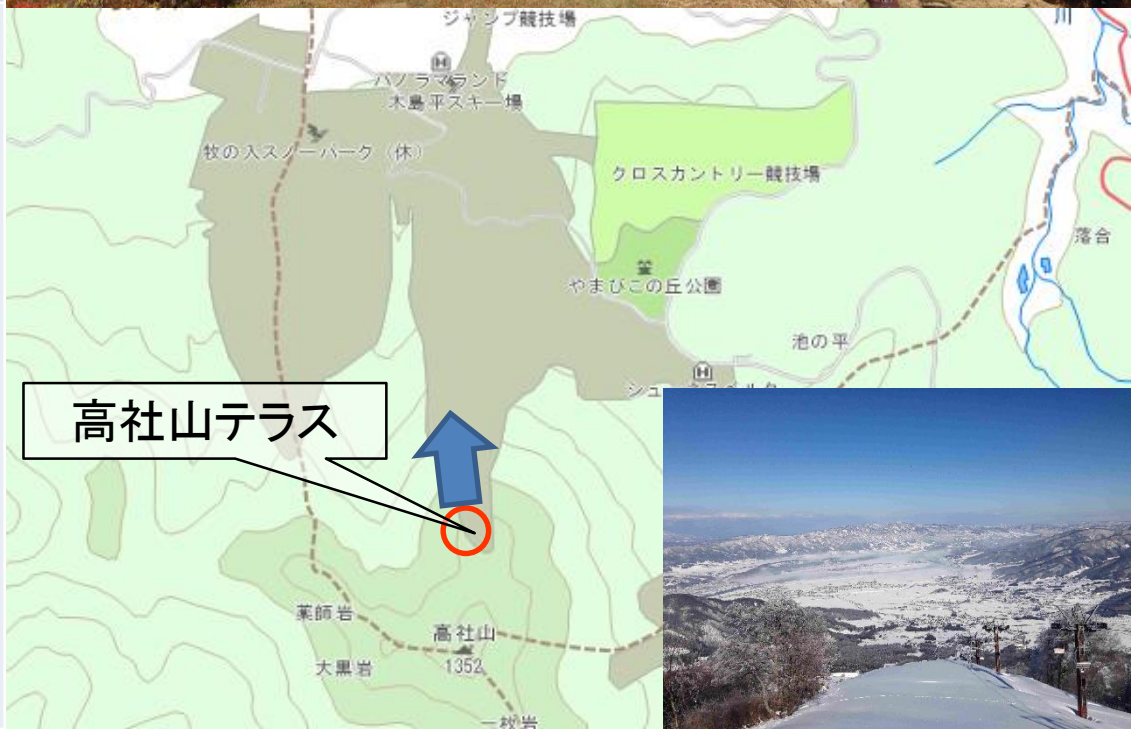 ジャンプ競技場
川
パノラマランド
木島平スキー場
牧の入スノーパーク（休）
クロスカントリー競技場
落合
やまびこの丘公園
池の平
高社山テラス
薬師岩
高社山
1352
大黒岩
一枚岩